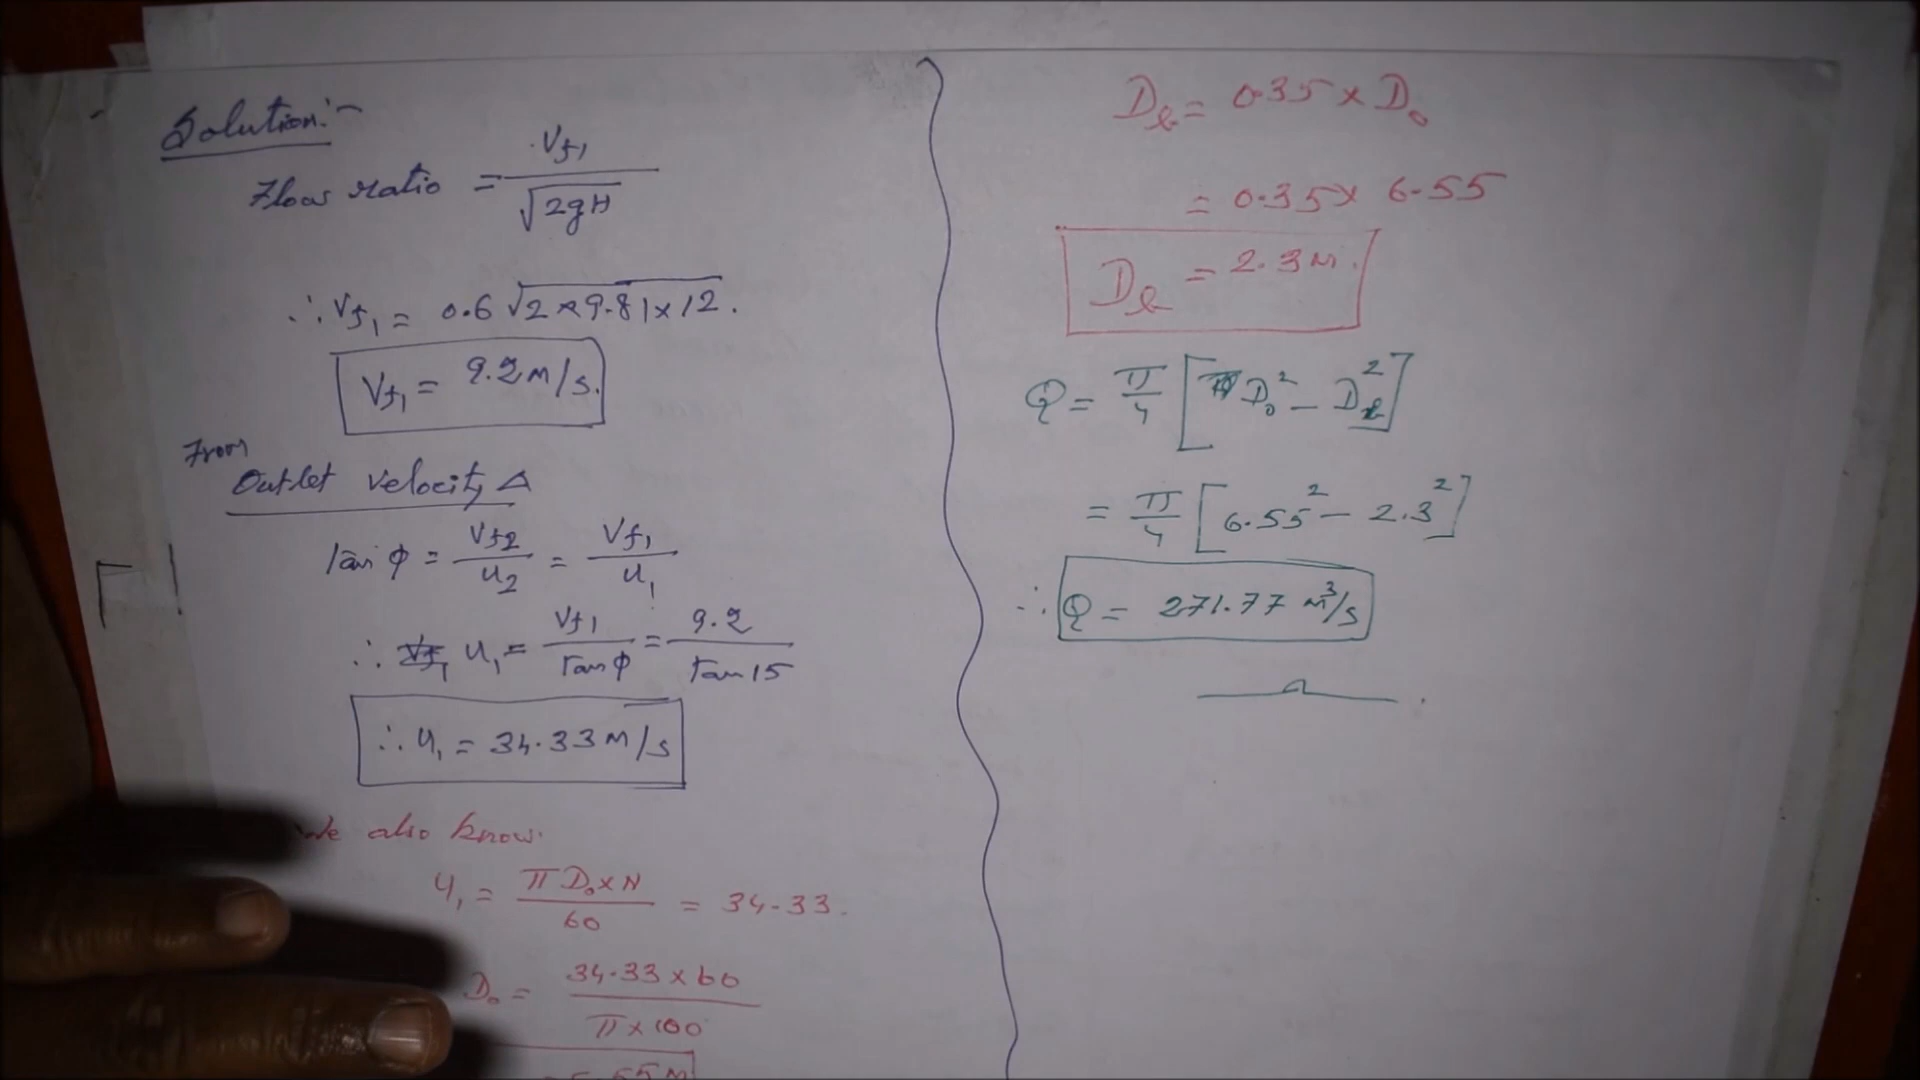 Solution:-
Flow ratio = Vf1 / √2gH
∴ Vf1 = 0.6 √2×9.81×12.
Vf1 = 9.2 m/s.
From
Outlet velocity Δ
tan φ = Vf2 / u2 = Vf1 / u1
∴ u1 = Vf1 / Tan φ = 9.2 / Tan 15
∴ u1 = 34.33 m/s
We also know.
u1 = π D₀ × N / 60 = 34.33.
D₀ = 34.33 × 60 / π × 100
55 m
Db = 0.35 × D₀
= 0.35 × 6.55
Db = 2.3 m.
Q = π/4 [D₀² - Db²]
= π/4 [6.55² - 2.3²]
∴ Q = 271.77 m³/s